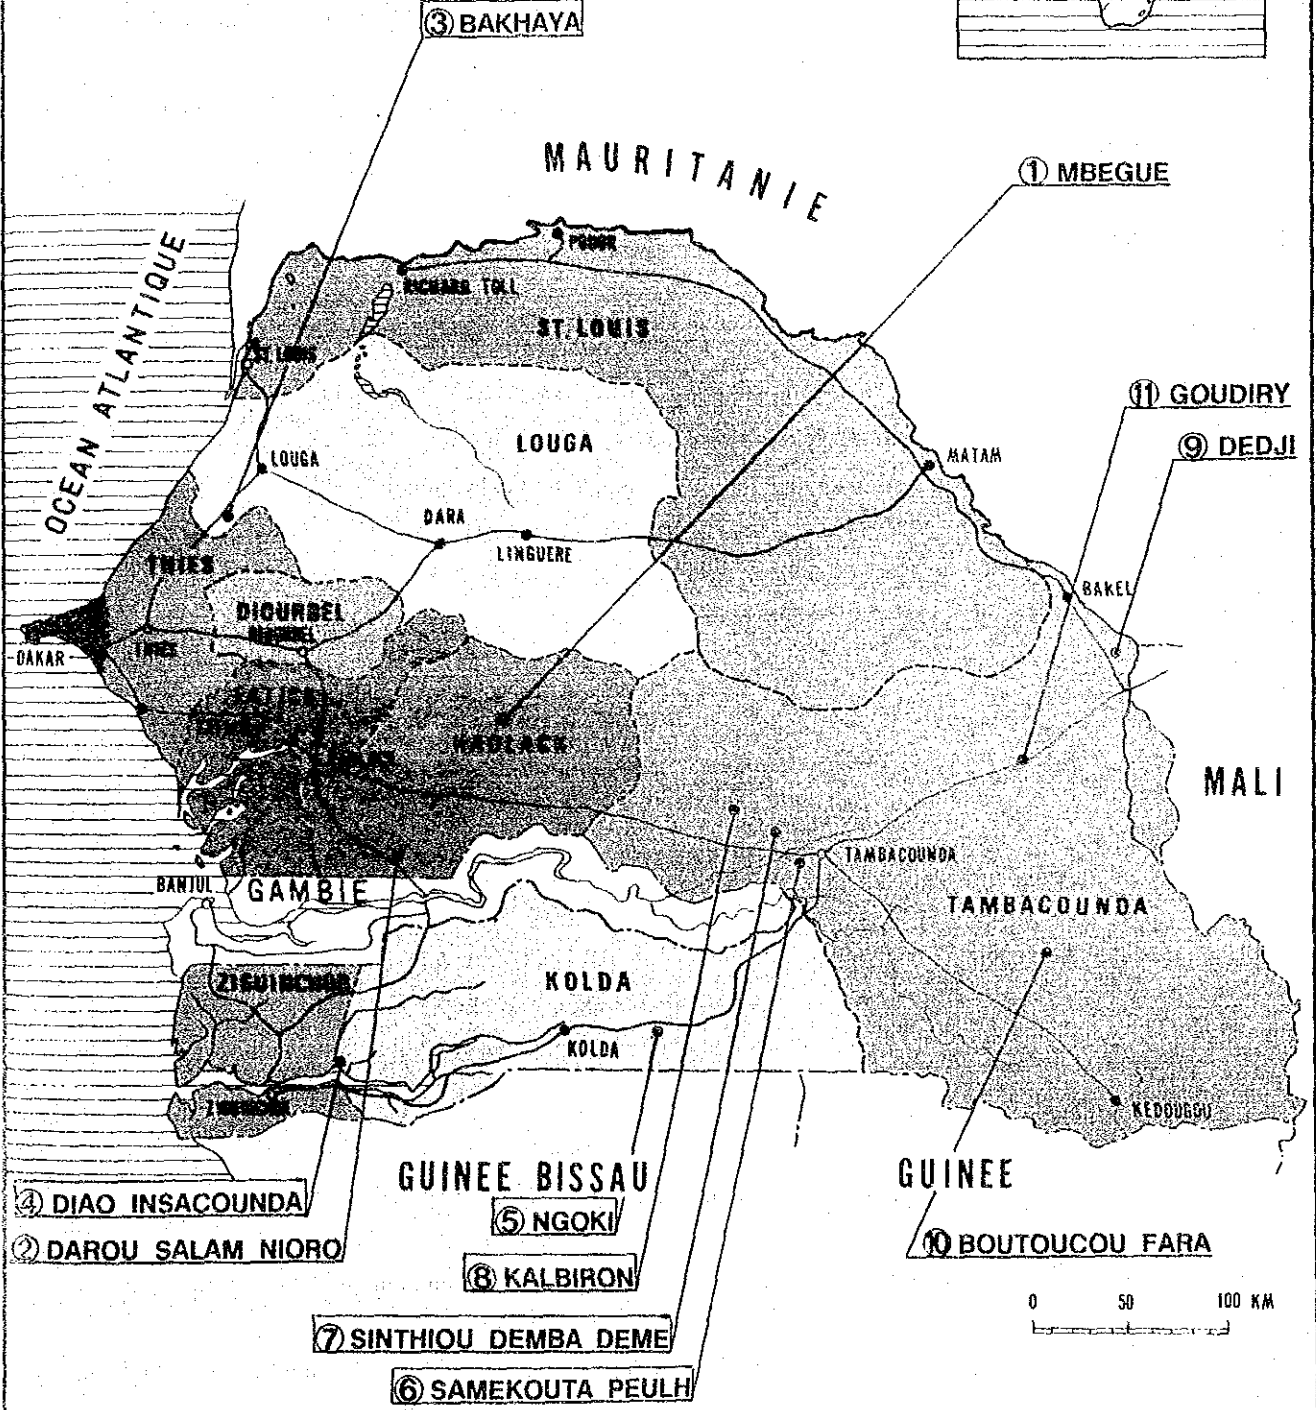 ③ BAKHAYA
MAURITANIE
① MBEGUE
OCEAN ATLANTIQUE
PODOR
RICHARD TOLL
ST. LOUIS
ST. LOUIS
⑪ GOUDIRY
⑨ DEDJI
LOUGA
LOUGA
MATAM
DARA
LINGUERE
THIES
BAKEL
DIOURBEL
DIOURBEL
DAKAR
THIES
KAOLACK
MALI
TAMBACOUNDA
BANJUL
GAMBIE
TAMBACOUNDA
ZIGUINCHOR
KOLDA
KOLDA
ZIGUINCHOR
KEDOUGOU
GUINEE BISSAU
GUINEE
④ DIAO INSACOUNDA
⑤ NGOKI
② DAROU SALAM NIORO
⑩ BOUTOUCOU FARA
⑧ KALBIRON
0 50 100 KM
⑦ SINTHIOU DEMBA DEME
⑥ SAMEKOUTA PEULH